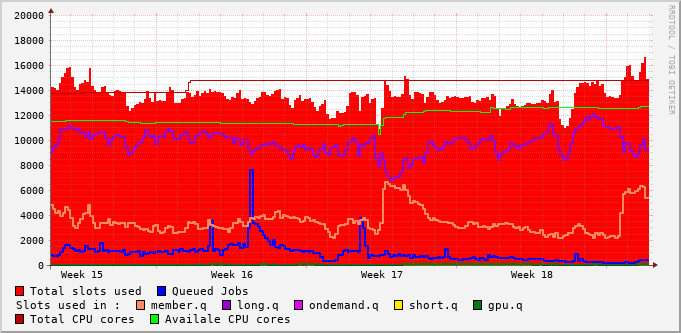 RRDTOOL / TOBI OETIKER
20000
18000
16000
14000
12000
10000
8000
6000
4000
2000
0
Week 15 Week 16 Week 17 Week 18
Total slots used Queued Jobs
Slots used in : member.q long.q ondemand.q short.q gpu.q
Total CPU cores Availale CPU cores